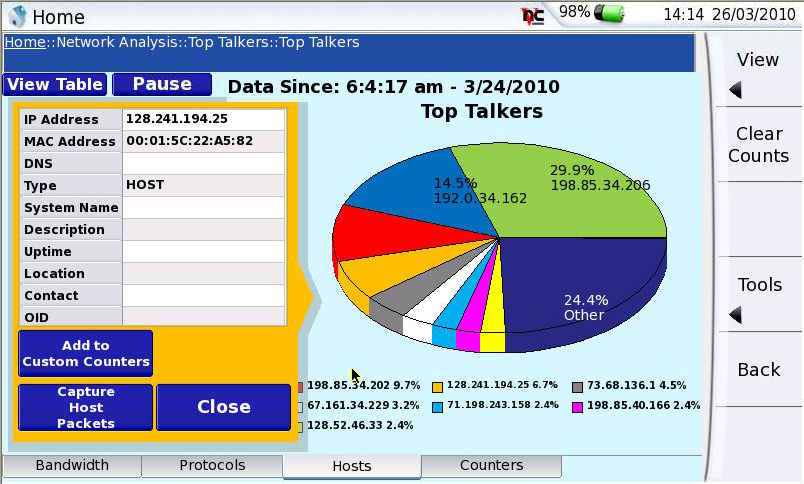 Home
98%
14:14 26/03/2010
Home::Network Analysis::Top Talkers::Top Talkers
View Table
Pause
Data Since: 6:4:17 am - 3/24/2010
Top Talkers
IP Address 128.241.194.25
MAC Address 00:01:5C:22:A5:82
DNS
Type HOST
System Name
Description
Uptime
Location
Contact
OID
Add to
Custom Counters
Capture
Host
Packets
Close
29.9%
198.85.34.206
14.5%
192.0.34.162
24.4%
Other
198.85.34.202 9.7%
128.241.194.25 6.7%
73.68.136.1 4.5%
67.161.34.229 3.2%
71.198.243.158 2.4%
198.85.40.166 2.4%
128.52.46.33 2.4%
View
Clear
Counts
Tools
Back
Bandwidth
Protocols
Hosts
Counters